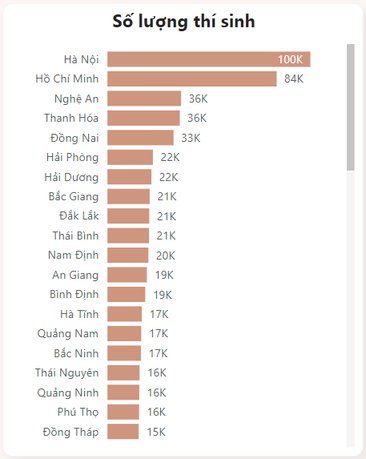 Số lượng thí sinh
Hà Nội 100K
Hồ Chí Minh 84K
Nghệ An 36K
Thanh Hóa 36K
Đồng Nai 33K
Hải Phòng 22K
Hải Dương 22K
Bắc Giang 21K
Đắk Lắk 21K
Thái Bình 21K
Nam Định 20K
An Giang 19K
Bình Định 19K
Hà Tĩnh 17K
Quảng Nam 17K
Bắc Ninh 17K
Thái Nguyên 16K
Quảng Ninh 16K
Phú Thọ 16K
Đồng Tháp 15K